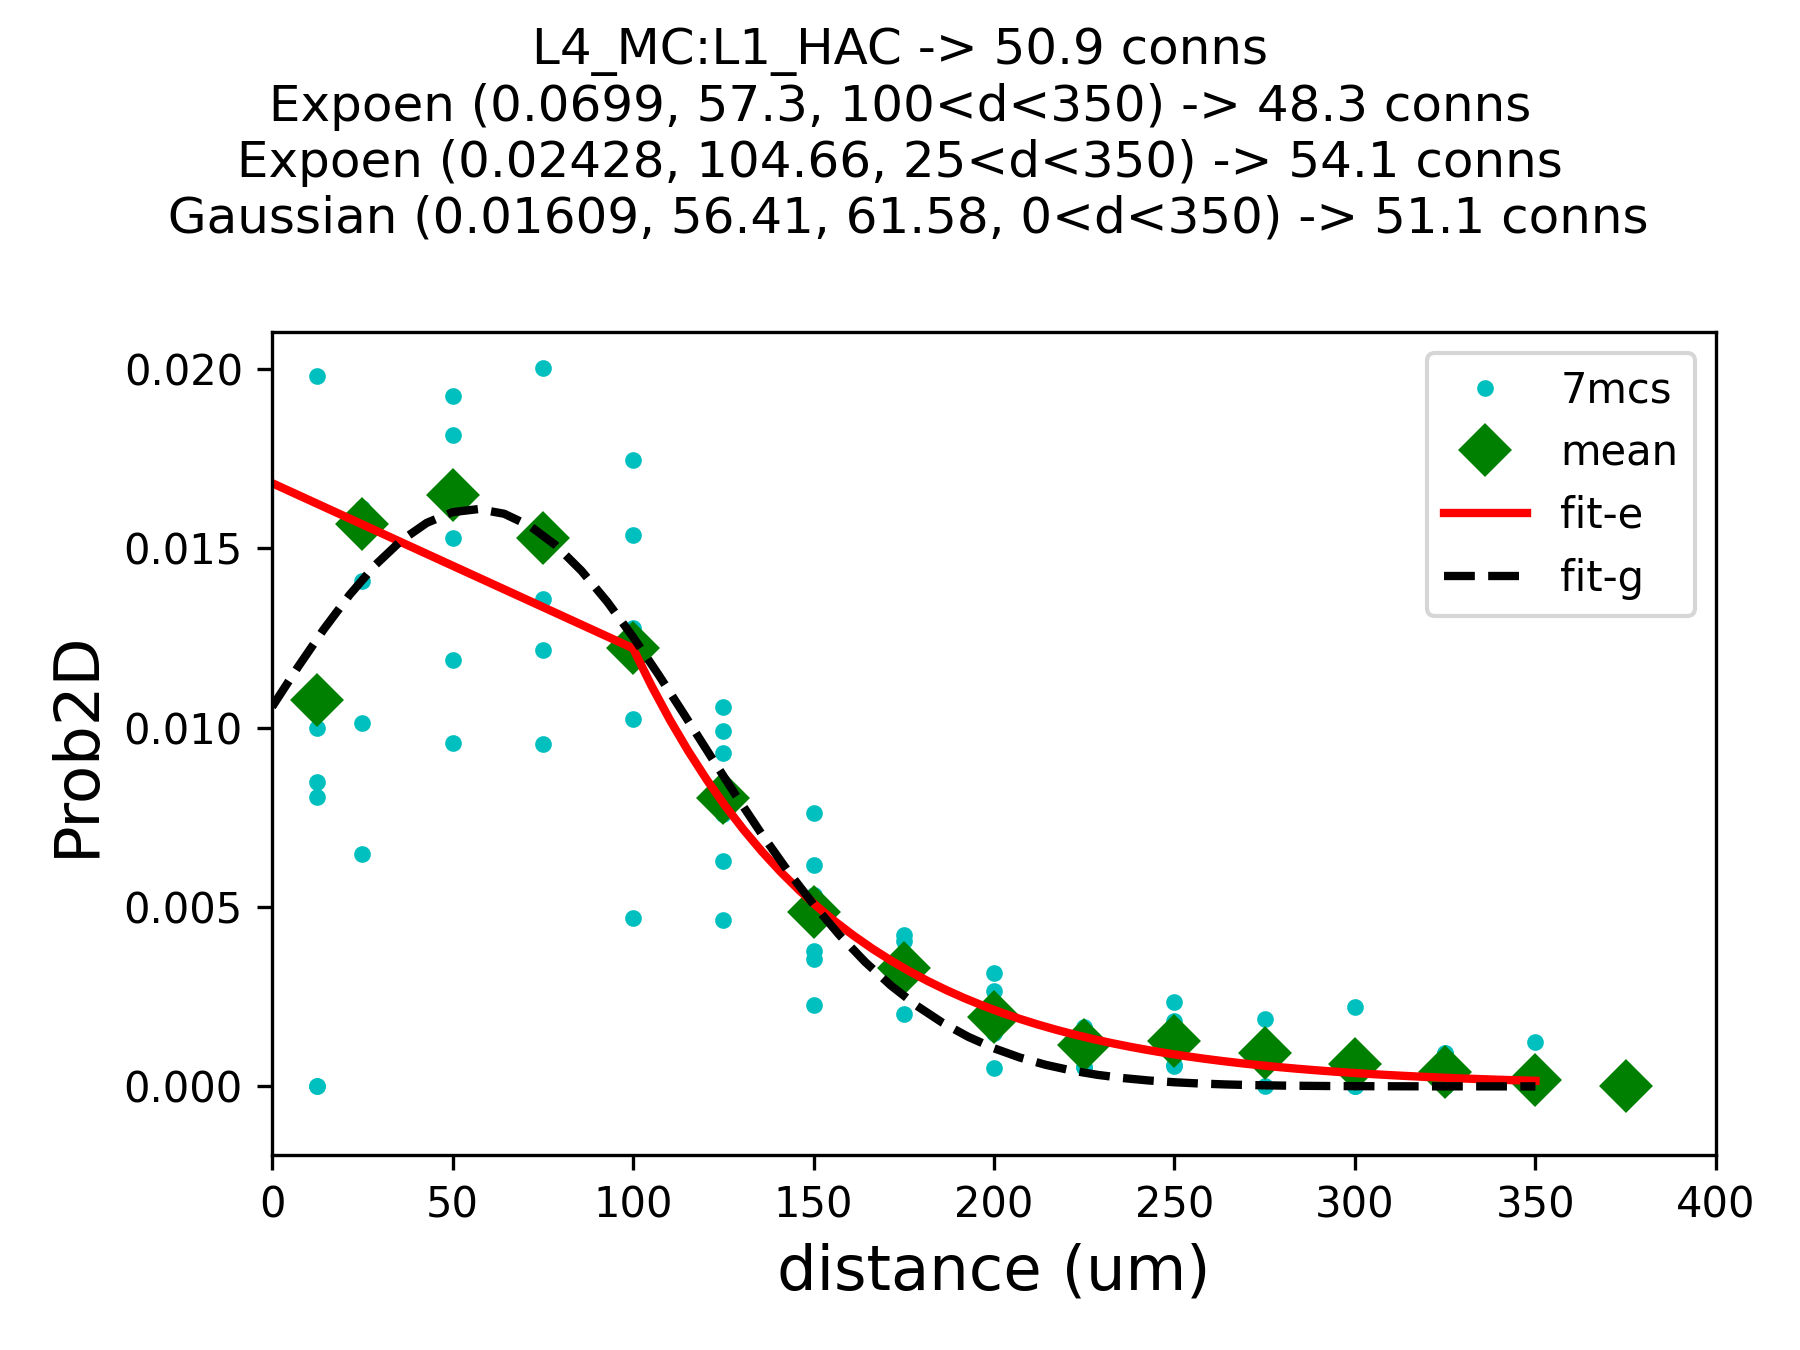 L4_MC:L1_HAC -> 50.9 conns
Expoen (0.0699, 57.3, 100<d<350) -> 48.3 conns
Expoen (0.02428, 104.66, 25<d<350) -> 54.1 conns
Gaussian (0.01609, 56.41, 61.58, 0<d<350) -> 51.1 conns
7mcs
mean
fit-e
fit-g
Prob2D
0.020
0.015
0.010
0.005
0.000
0 50 100 150 200 250 300 350 400
distance (um)